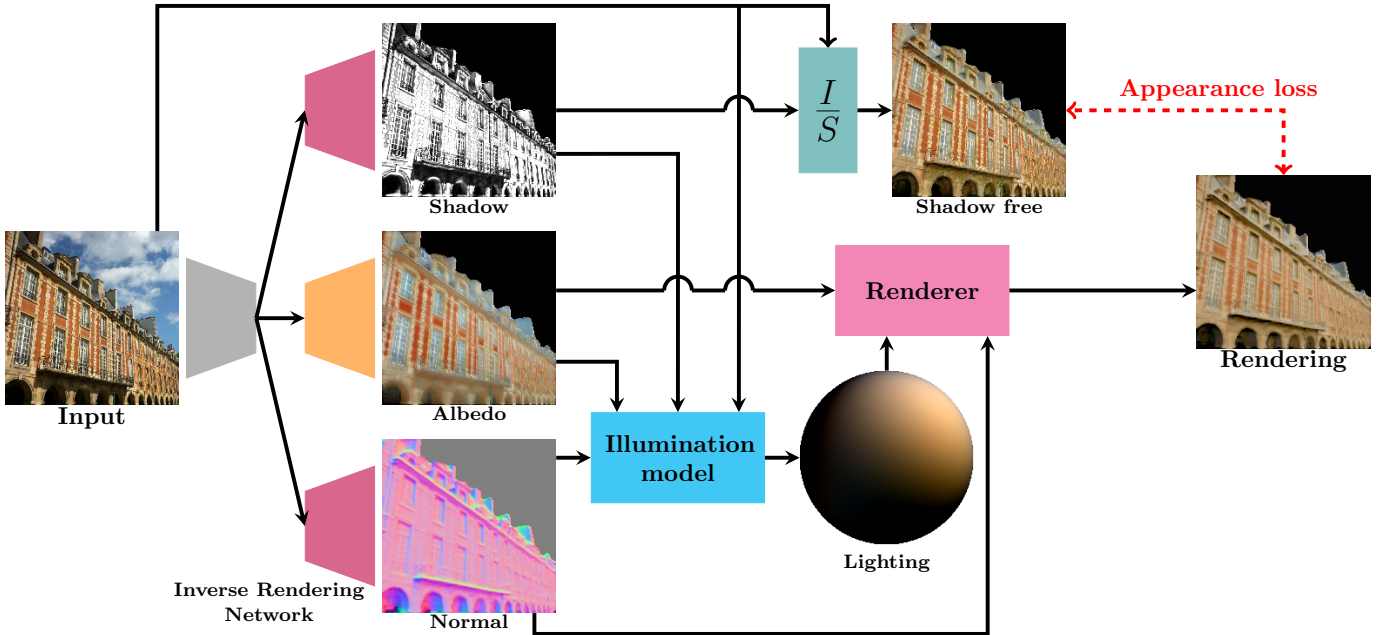 I
S
Appearance loss
Shadow
Shadow free
Input
Albedo
Renderer
Rendering
Illumination
model
Lighting
Inverse Rendering
Network
Normal